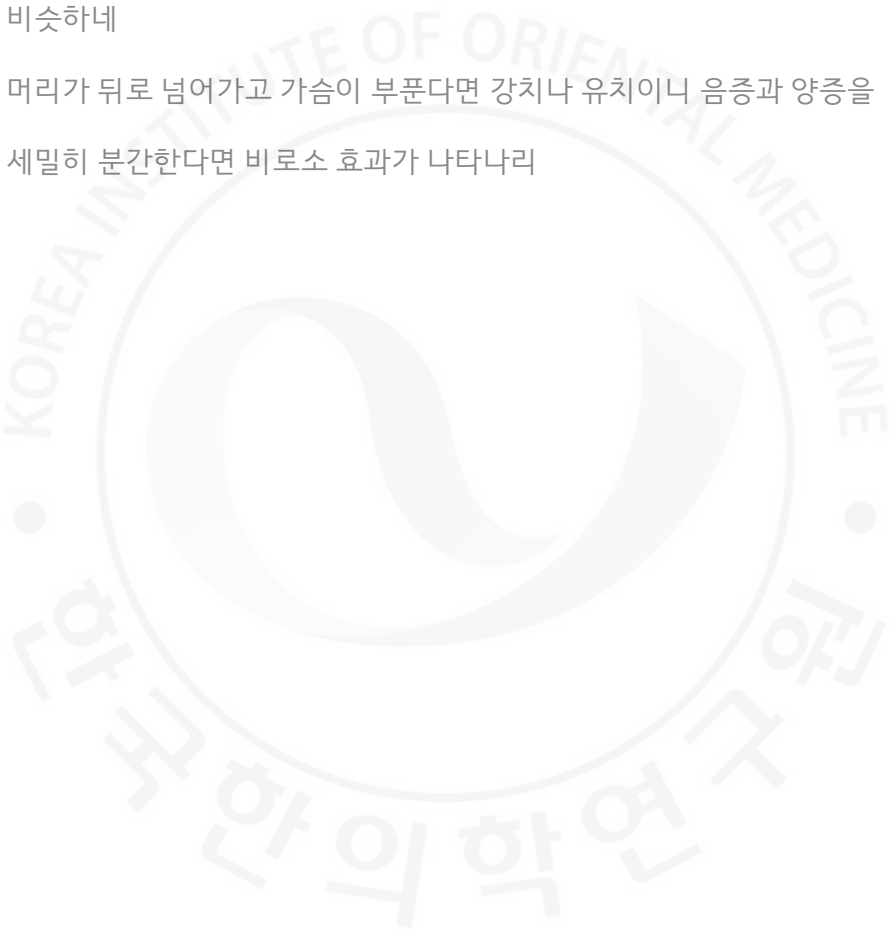 비슷하네
머리가 뒤로 넘어가고 가슴이 부푼다면 강치나 유치이니 음증과 양증을
세밀히 분간한다면 비로소 효과가 나타나리
KOREA INSTITUTE OF ORIENTAL MEDICINE
한국한의학연구원